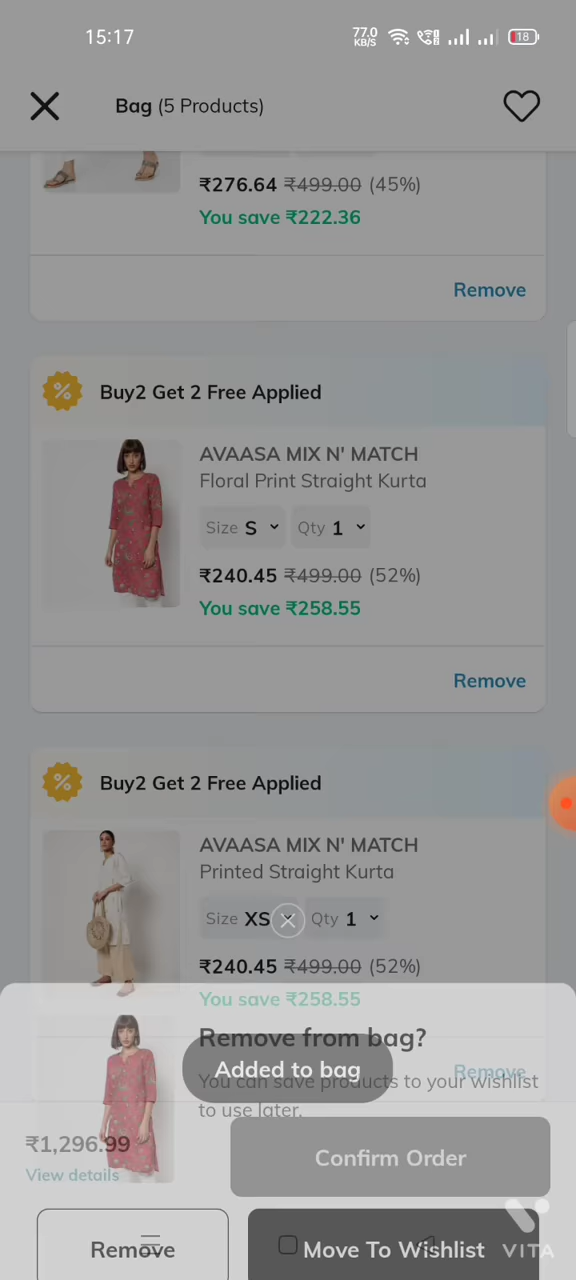 15:17
77.0
KB/S
18
Bag (5 Products)
₹276.64 ₹499.00 (45%)
You save ₹222.36
Remove
Buy2 Get 2 Free Applied
AVAASA MIX N' MATCH
Floral Print Straight Kurta
Size S Qty 1
₹240.45 ₹499.00 (52%)
You save ₹258.55
Remove
Buy2 Get 2 Free Applied
AVAASA MIX N' MATCH
Printed Straight Kurta
Size XS Qty 1
₹240.45 ₹499.00 (52%)
You save ₹258.55
Remove from bag?
Added to bag
Remove
You can save products to your wishlist
to use later.
₹1,296.99
View details
Confirm Order
Remove
Move To Wishlist
VITA